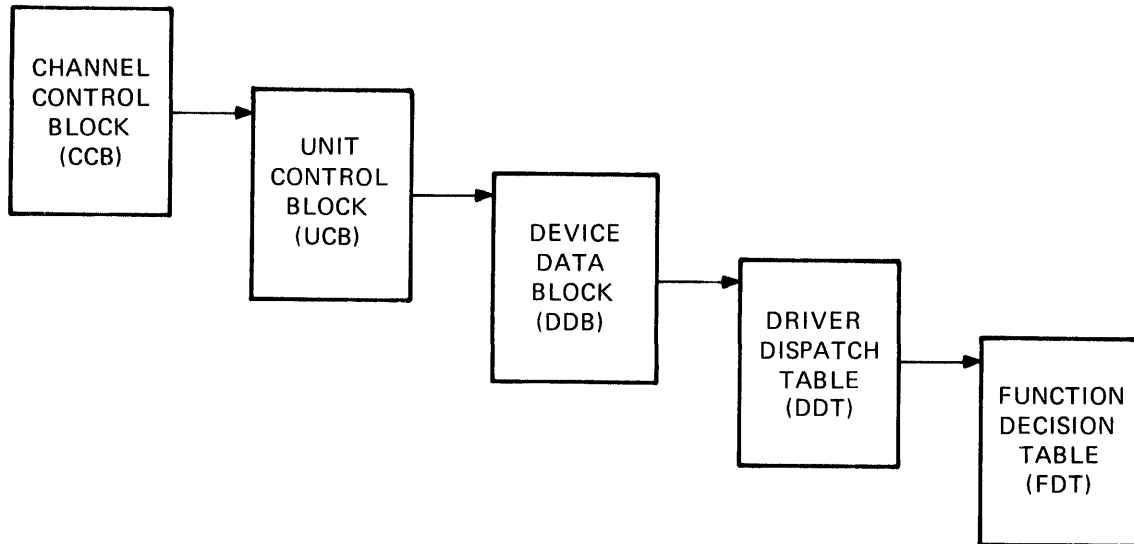 CHANNEL
CONTROL
BLOCK
(CCB)
UNIT
CONTROL
BLOCK
(UCB)
DEVICE
DATA
BLOCK
(DDB)
DRIVER
DISPATCH
TABLE
(DDT)
FUNCTION
DECISION
TABLE
(FDT)